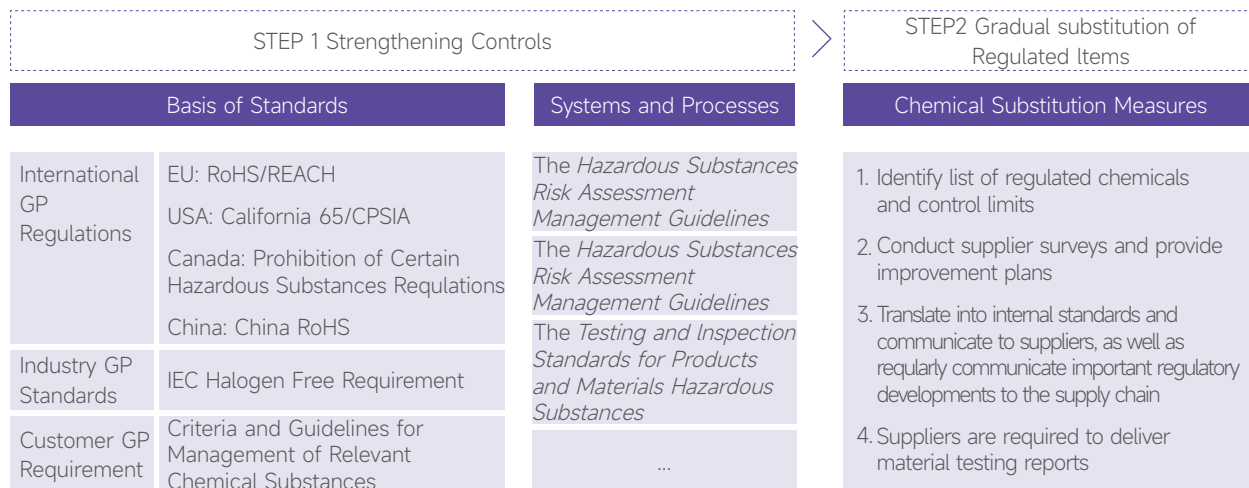 STEP 1 Strengthening Controls
STEP2 Gradual substitution of
Regulated Items
Basis of Standards
Systems and Processes
Chemical Substitution Measures
International
GP
Regulations
EU: RoHS/REACH
USA: California 65/CPSIA
Canada: Prohibition of Certain
Hazardous Substances Requlations
China: China RoHS
Industry GP
Standards
IEC Halogen Free Requirement
Customer GP
Requirement
Criteria and Guidelines for
Management of Relevant
Chemical Substances
The Hazardous Substances
Risk Assessment
Management Guidelines
The Hazardous Substances
Risk Assessment
Management Guidelines
The Testing and Inspection
Standards for Products
and Materials Hazardous
Substances
...
1. Identify list of regulated chemicals
and control limits
2. Conduct supplier surveys and provide
improvement plans
3. Translate into internal standards and
communicate to suppliers, as well as
reqularly communicate important regulatory
developments to the supply chain
4. Suppliers are required to deliver
material testing reports